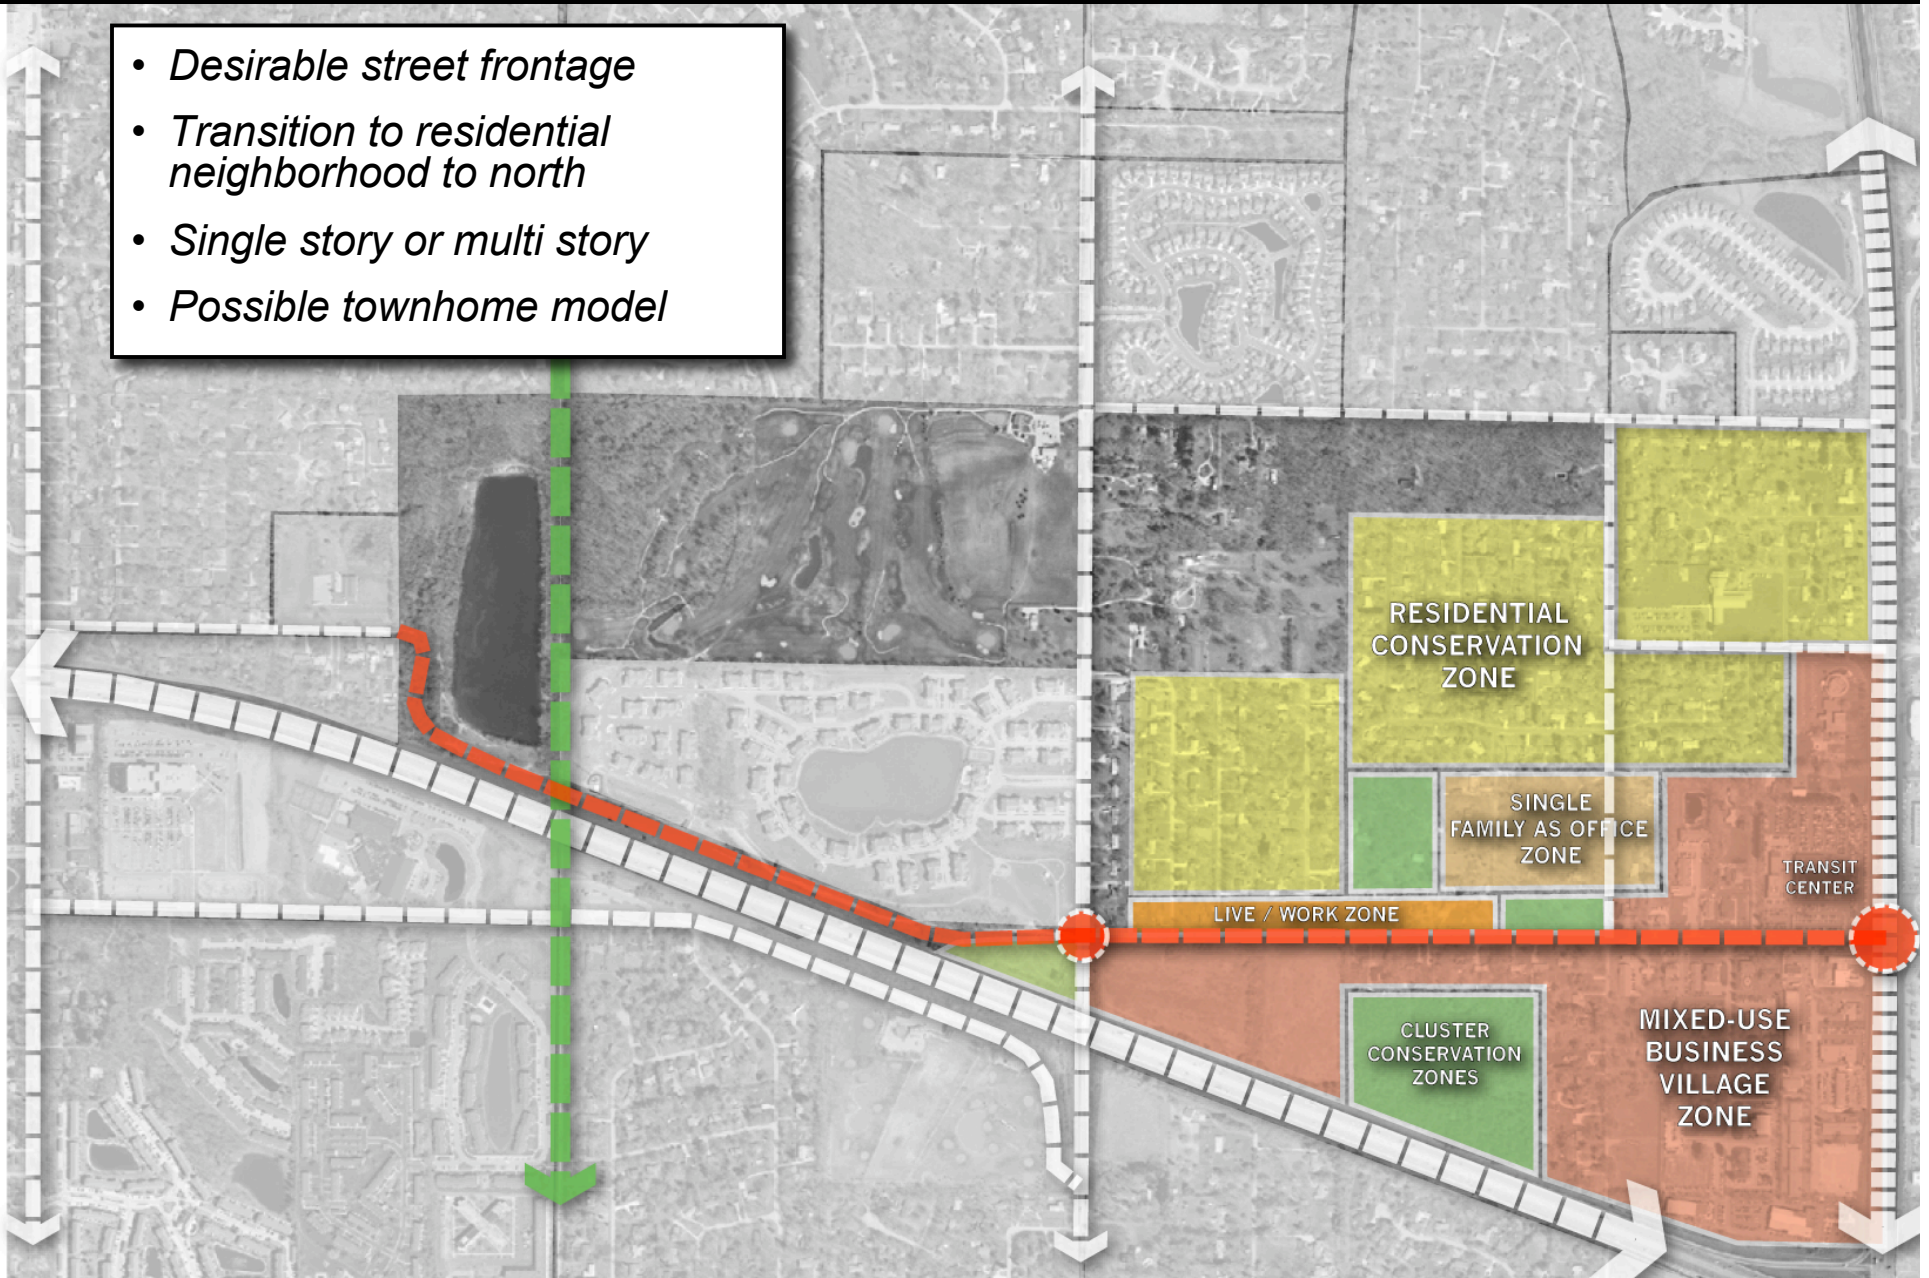 • Desirable street frontage
• Transition to residential
neighborhood to north
• Single story or multi story
• Possible townhome model
RESIDENTIAL
CONSERVATION
ZONE
SINGLE
FAMILY AS OFFICE
ZONE
TRANSIT
CENTER
LIVE / WORK ZONE
CLUSTER
CONSERVATION
ZONES
MIXED-USE
BUSINESS
VILLAGE
ZONE